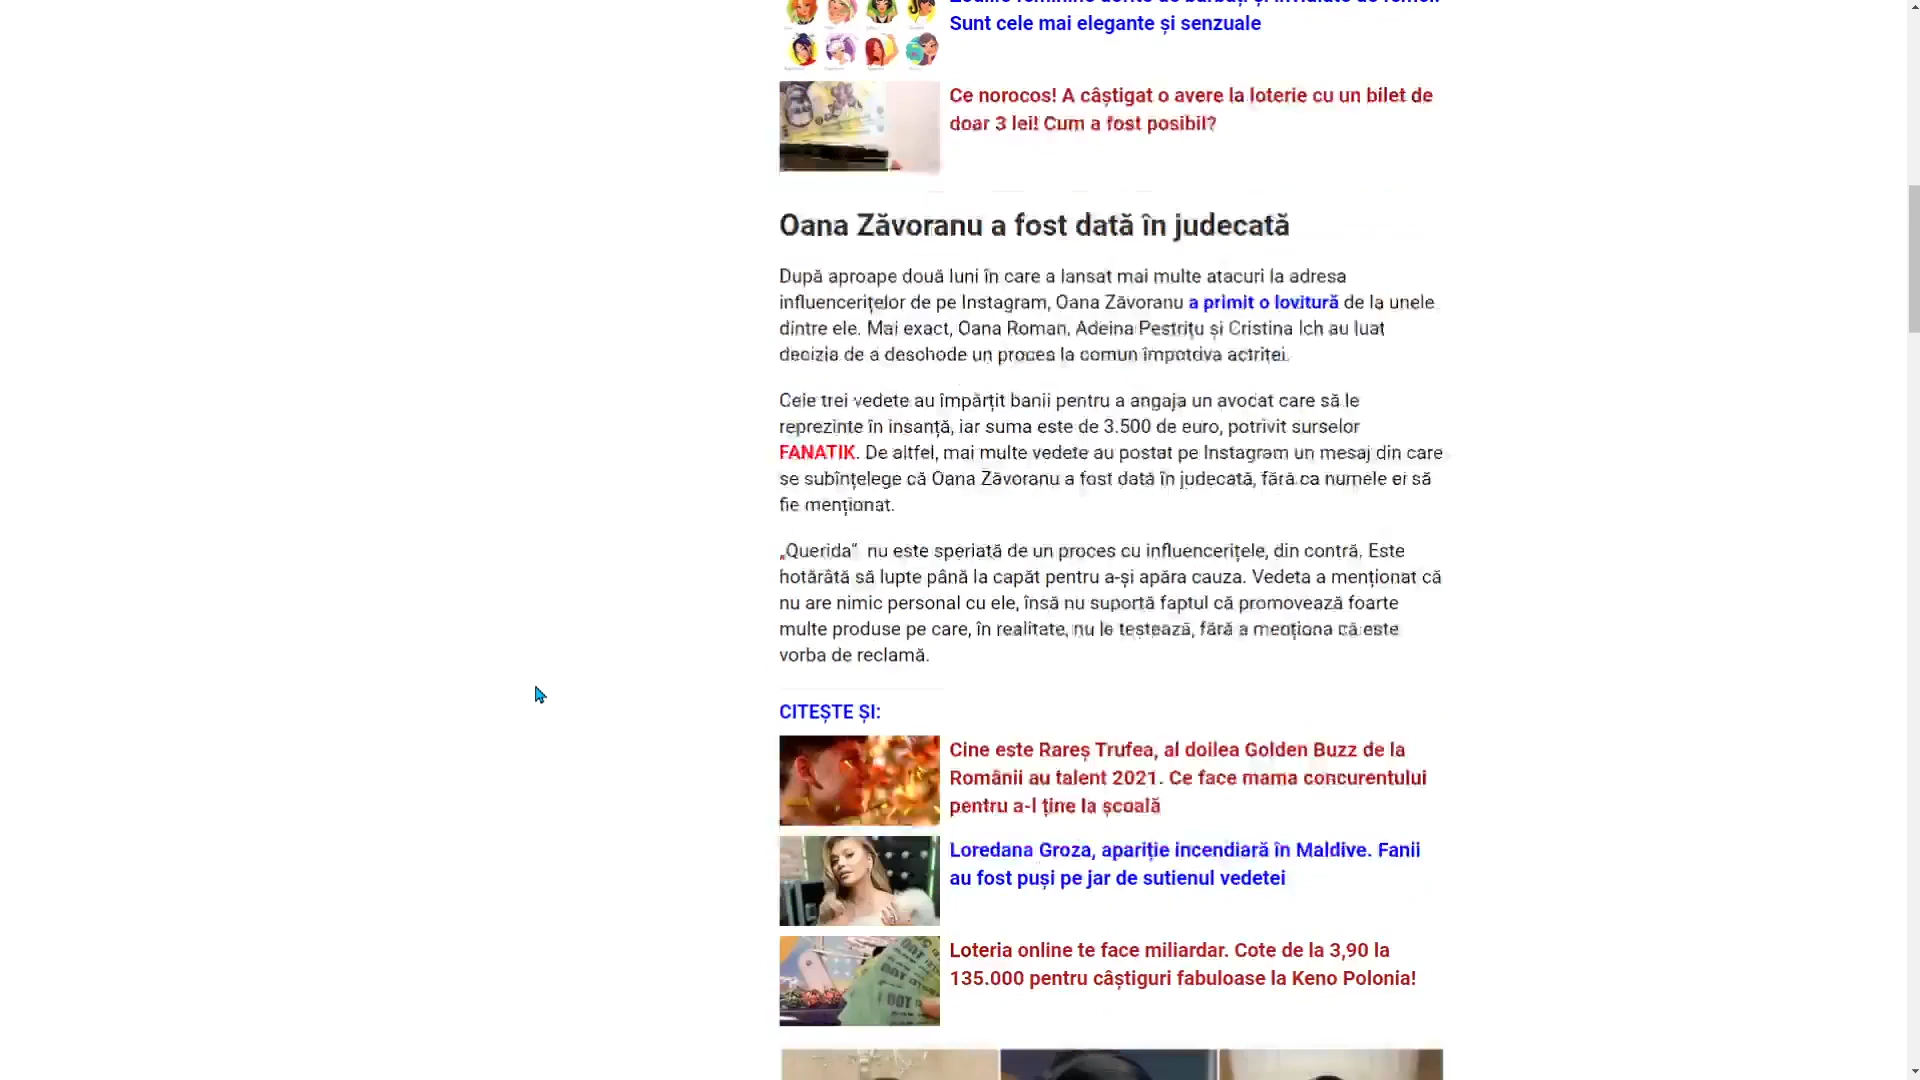 Sunt cele mai elegante și senzuale
Ce norocos! A câștigat o avere la loterie cu un bilet de
doar 3 lei! Cum a fost posibil?
Oana Zăvoranu a fost dată în judecată
După aproape două luni în care a lansat mai multe atacuri la adresa
influencerițelor de pe Instagram, Oana Zăvoranu a primit o lovitură de la unele
dintre ele. Mai exact, Oana Roman, Adelna Pestrițu și Cristina Ich au luat
decizia de a deschide un proces la comun împotriva actriței.
Cele trei vedete au împărțit banii pentru a angaja un avocat care să le
reprezinte în insanță, iar suma este de 3.500 de euro, potrivit surselor
FANATIK. De altfel, mai multe vedete au postat pe Instagram un mesaj din care
se subînțelege că Oana Zăvoranu a fost dată în judecată, fără ca numele ei să
fie menționat.
„Querida“ nu este speriată de un proces cu influencerițele, din contră. Este
hotărâtă să lupte până la capăt pentru a-și apăra cauza. Vedeta a menționat că
nu are nimic personal cu ele, însă nu suportă faptul că promovează foarte
multe produse pe care, în realitate, nu le testează, fără a menționa că este
vorba de reclamă.
CITEȘTE ȘI:
Cine este Rareș Trufea, al doilea Golden Buzz de la
Românii au talent 2021. Ce face mama concurentului
pentru a-l ține la școală
Loredana Groza, apariție incendiară în Maldive. Fanii
au fost puși pe jar de sutienul vedetei
Loteria online te face miliardar. Cote de la 3,90 la
135.000 pentru câștiguri fabuloase la Keno Polonia!